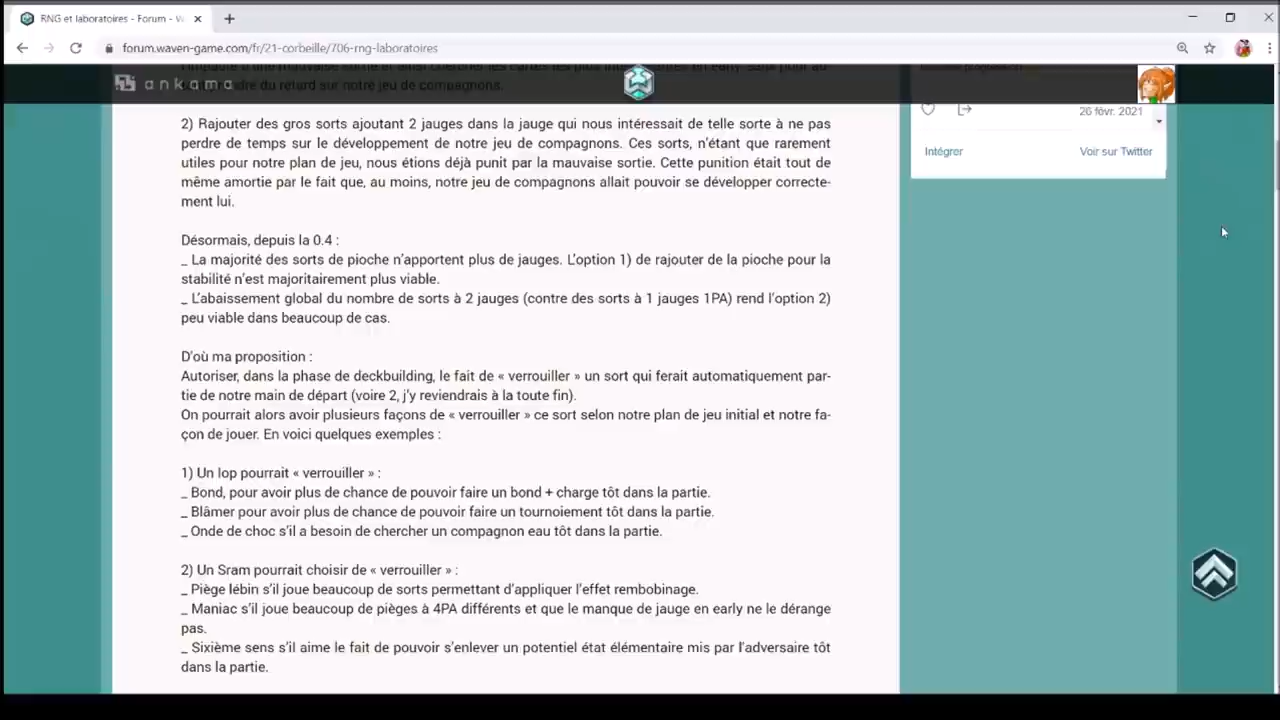 RNG et laboratoires - Forum - W
forum.waven-game.com/fr/21-corbeille/706-rng-laboratoires
ankama
du retard sur notre jeu de compagnons.
26 févr. 2021
Intégrer
Voir sur Twitter
2) Rajouter des gros sorts ajoutant 2 jauges dans la jauge qui nous intéressait de telle sorte à ne pas
perdre de temps sur le développement de notre jeu de compagnons. Ces sorts, n'étant que rarement
utiles pour notre plan de jeu, nous étions déjà punit par la mauvaise sortie. Cette punition était tout de
même amortie par le fait que, au moins, notre jeu de compagnons allait pouvoir se développer correcte-
ment lui.
Désormais, depuis la 0.4 :
_ La majorité des sorts de pioche n'apportent plus de jauges. L'option 1) de rajouter de la pioche pour la
stabilité n'est majoritairement plus viable.
_ L'abaissement global du nombre de sorts à 2 jauges (contre des sorts à 1 jauges 1PA) rend l'option 2)
peu viable dans beaucoup de cas.
D'où ma proposition :
Autoriser, dans la phase de deckbuilding, le fait de « verrouiller » un sort qui ferait automatiquement par-
tie de notre main de départ (voire 2, j'y reviendrais à la toute fin).
On pourrait alors avoir plusieurs façons de « verrouiller » ce sort selon notre plan de jeu initial et notre fa-
çon de jouer. En voici quelques exemples :
1) Un Iop pourrait « verrouiller » :
_ Bond, pour avoir plus de chance de pouvoir faire un bond + charge tôt dans la partie.
_ Blâmer pour avoir plus de chance de pouvoir faire un tournoiement tôt dans la partie.
_ Onde de choc s'il a besoin de chercher un compagnon eau tôt dans la partie.
2) Un Sram pourrait choisir de « verrouiller » :
_ Piège lébin s'il joue beaucoup de sorts permettant d'appliquer l'effet rembobinage.
_ Maniac s'il joue beaucoup de pièges à 4PA différents et que le manque de jauge en early ne le dérange
pas.
_ Sixième sens s'il aime le fait de pouvoir s'enlever un potentiel état élémentaire mis par l'adversaire tôt
dans la partie.